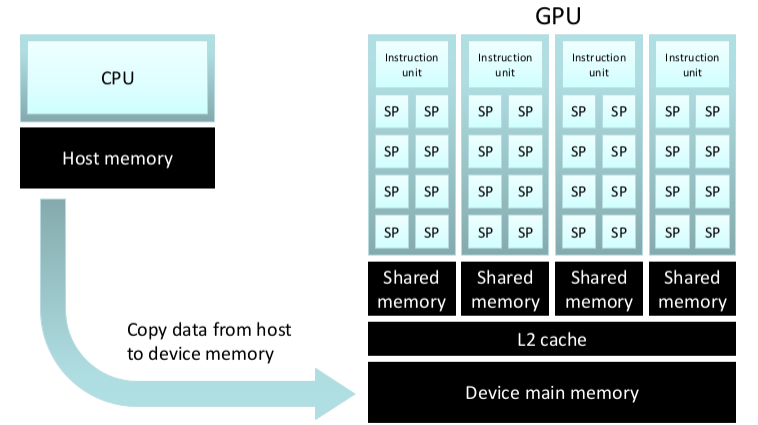 GPU
CPU
Host memory
Copy data from host
to device memory
Instruction
unit
Instruction
unit
Instruction
unit
Instruction
unit
SP SP SP SP SP SP SP SP
SP SP SP SP SP SP SP SP
SP SP SP SP SP SP SP SP
SP SP SP SP SP SP SP SP
Shared
memory
Shared
memory
Shared
memory
Shared
memory
L2 cache
Device main memory